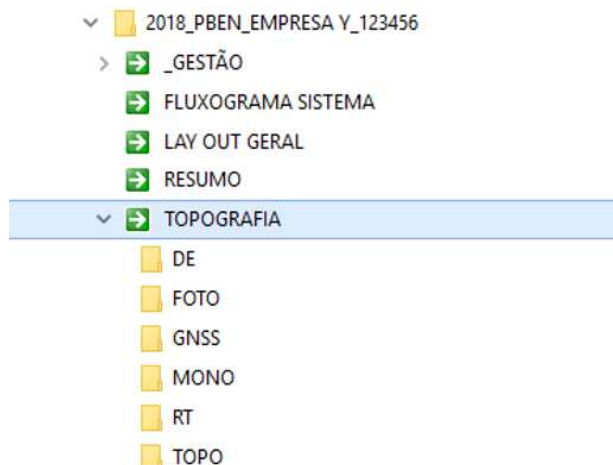 2018_PBEN_EMPRESA Y_123456
_GESTÃO
FLUXOGRAMA SISTEMA
LAY OUT GERAL
RESUMO
TOPOGRAFIA
DE
FOTO
GNSS
MONO
RT
TOPO